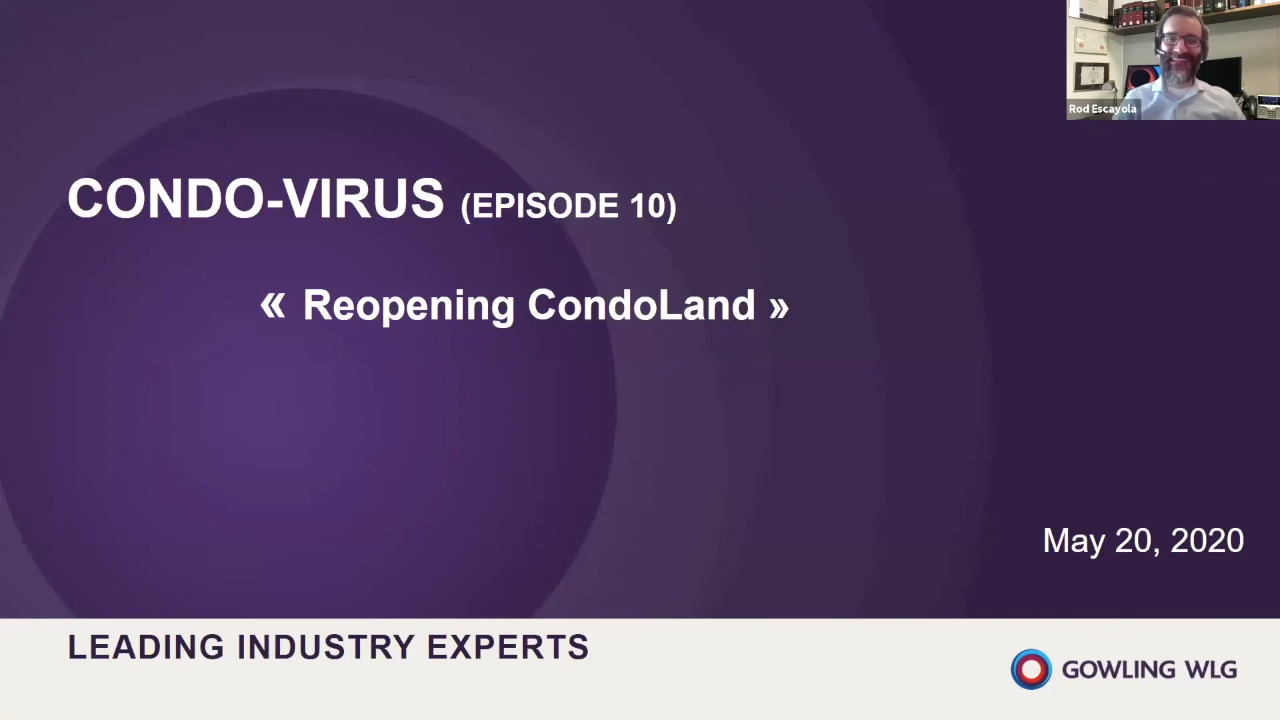 Rod Escayola
CONDO-VIRUS (EPISODE 10)
« Reopening CondoLand »
May 20, 2020
LEADING INDUSTRY EXPERTS
GOWLING WLG